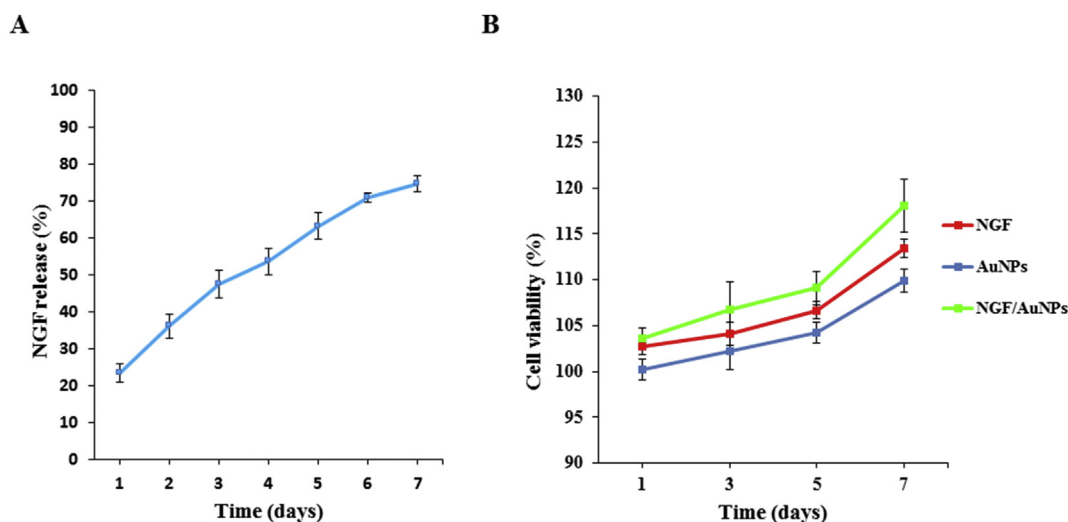 A
NGF release (%)
100
90
80
70
60
50
40
30
20
10
0
1 2 3 4 5 6 7
Time (days)
B
Cell viability (%)
130
125
120
115
110
105
100
95
90
1 3 5 7
Time (days)
NGF
AuNPs
NGF/AuNPs